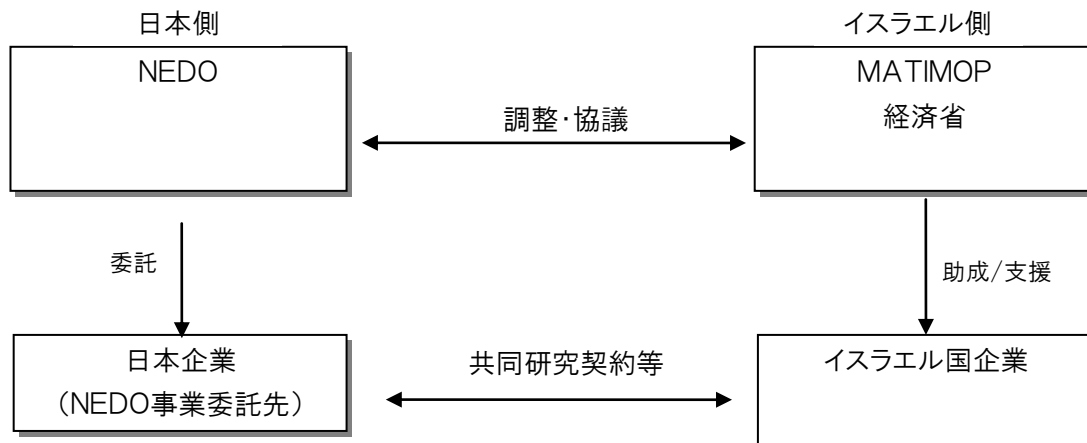 日本側
イスラエル側
NEDO
MATIMOP
経済省
調整・協議
委託
助成/支援
日本企業
（NEDO事業委託先）
共同研究契約等
イスラエル国企業